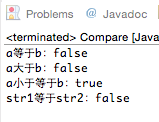 Problems @ Javadoc
<terminated> Compare [Java
a等于b：false
a大于b：false
a小于等于b：true
str1等于str2：false